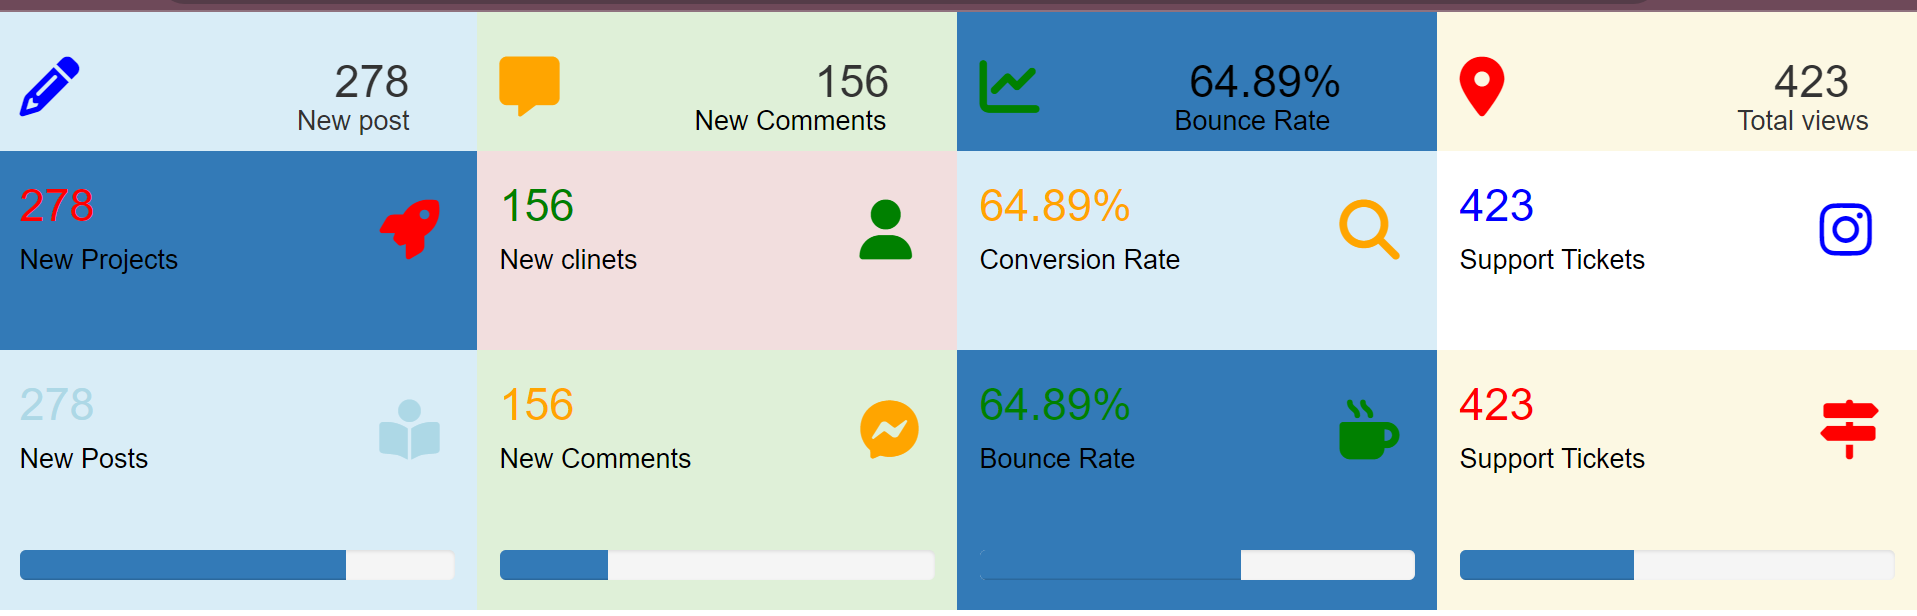 278
New post
156
New Comments
64.89%
Bounce Rate
423
Total views
278
New Projects
156
New clinets
64.89%
Conversion Rate
423
Support Tickets
278
New Posts
156
New Comments
64.89%
Bounce Rate
423
Support Tickets